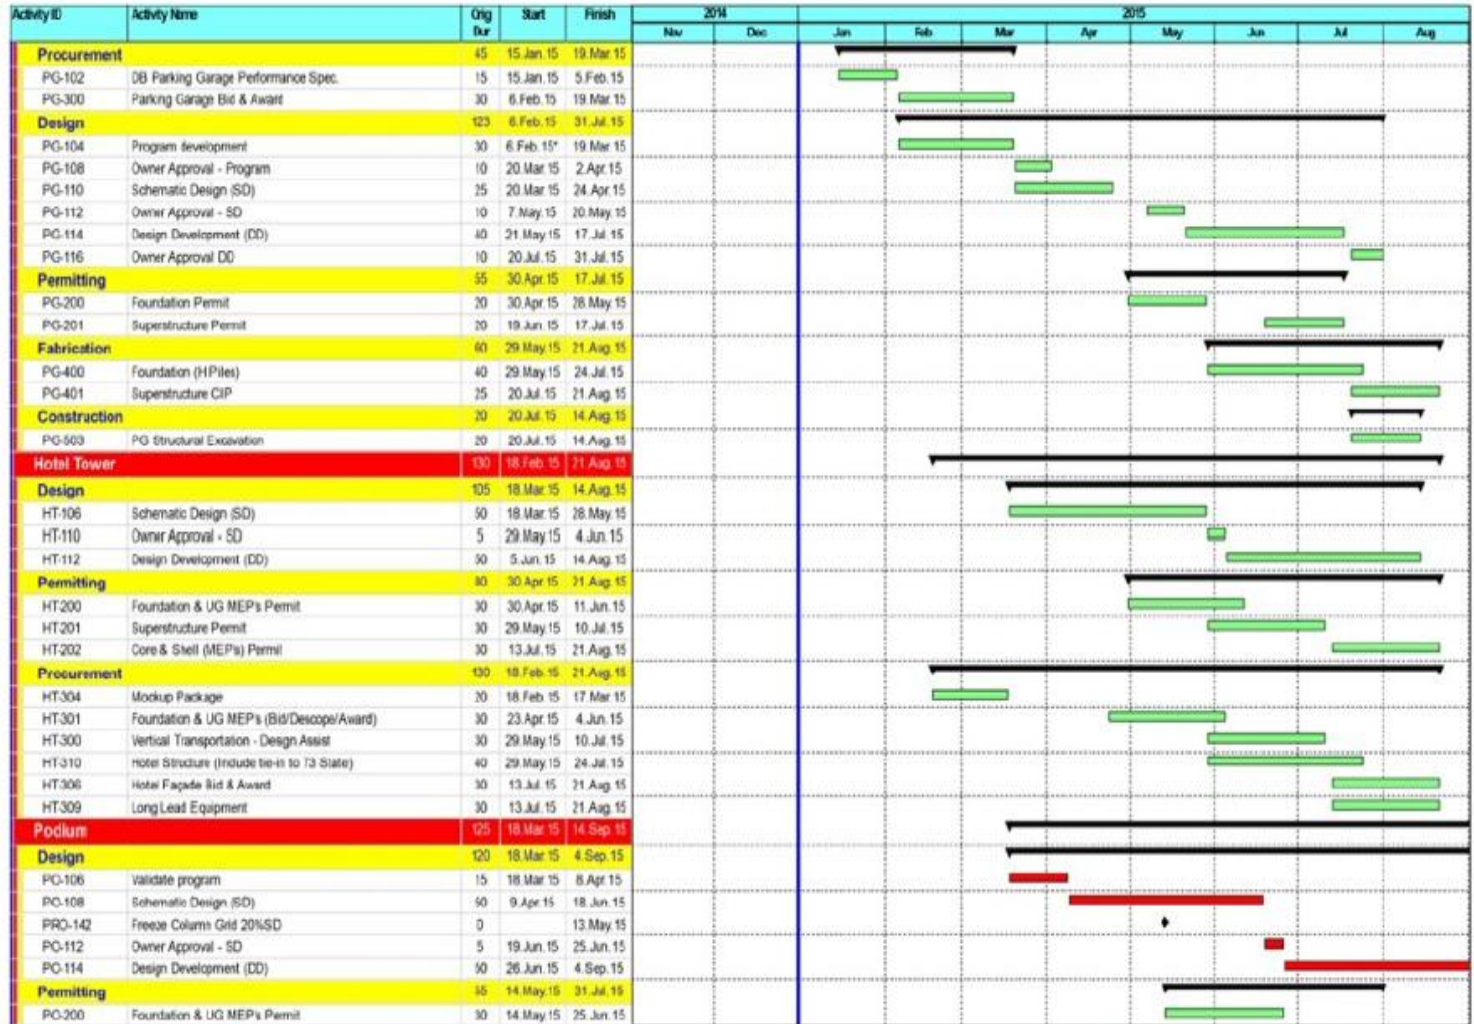 Activity ID Activity Name Orig Dur Start Finish 2014 2015
Nov Dec Jan Feb Mar Apr May Jun Jul Aug
Procurement 45 15.Jan.15 19.Mar.15
PG-102 DB Parking Garage Performance Spec. 15 15.Jan.15 5.Feb.15
PG-300 Parking Garage Bid & Award 30 6.Feb.15 19.Mar.15
Design 123 6.Feb.15 31.Jul.15
PG-104 Program development 30 6.Feb.15* 19.Mar.15
PG-108 Owner Approval - Program 10 20.Mar.15 2.Apr.15
PG-110 Schematic Design (SD) 25 20.Mar.15 24.Apr.15
PG-112 Owner Approval - SD 10 7.May.15 20.May.15
PG-114 Design Development (DD) 40 21.May.15 17.Jul.15
PG-116 Owner Approval DD 10 20.Jul.15 31.Jul.15
Permitting 55 30.Apr.15 17.Jul.15
PG-200 Foundation Permit 20 30.Apr.15 28.May.15
PG-201 Superstructure Permit 20 19.Jun.15 17.Jul.15
Fabrication 60 29.May.15 21.Aug.15
PG-400 Foundation (HPiles) 40 29.May.15 24.Jul.15
PG-401 Superstructure CIP 25 20.Jul.15 21.Aug.15
Construction 20 20.Jul.15 14.Aug.15
PG-503 PG Structural Excavation 20 20.Jul.15 14.Aug.15
Hotel Tower 130 18.Feb.15 21.Aug.15
Design 105 18.Mar.15 14.Aug.15
HT-106 Schematic Design (SD) 50 18.Mar.15 28.May.15
HT-110 Owner Approval - SD 5 29.May.15 4.Jun.15
HT-112 Design Development (DD) 50 5.Jun.15 14.Aug.15
Permitting 80 30.Apr.15 21.Aug.15
HT-200 Foundation & UG MEP's Permit 30 30.Apr.15 11.Jun.15
HT-201 Superstructure Permit 30 29.May.15 10.Jul.15
HT-202 Core & Shell (MEP's) Permit 30 13.Jul.15 21.Aug.15
Procurement 130 18.Feb.15 21.Aug.15
HT-304 Mockup Package 20 18.Feb.15 17.Mar.15
HT-301 Foundation & UG MEP's (Bid/Descope/Award) 30 23.Apr.15 4.Jun.15
HT-300 Vertical Transportation - Design Assist 30 29.May.15 10.Jul.15
HT-310 Hotel Structure (Include tie-in to T3 State) 40 29.May.15 24.Jul.15
HT-306 Hotel Façade Bid & Award 30 13.Jul.15 21.Aug.15
HT-309 Long Lead Equipment 30 13.Jul.15 21.Aug.15
Podium 125 18.Mar.15 14.Sep.15
Design 120 18.Mar.15 4.Sep.15
PO-106 Validate program 15 18.Mar.15 8.Apr.15
PO-108 Schematic Design (SD) 50 9.Apr.15 18.Jun.15
PRO-142 Freeze Column Grid 20%SD 0 13.May.15
PO-112 Owner Approval - SD 5 19.Jun.15 25.Jun.15
PO-114 Design Development (DD) 50 26.Jun.15 4.Sep.15
Permitting 55 14.May.15 31.Jul.15
PO-200 Foundation & UG MEP's Permit 30 14.May.15 25.Jun.15